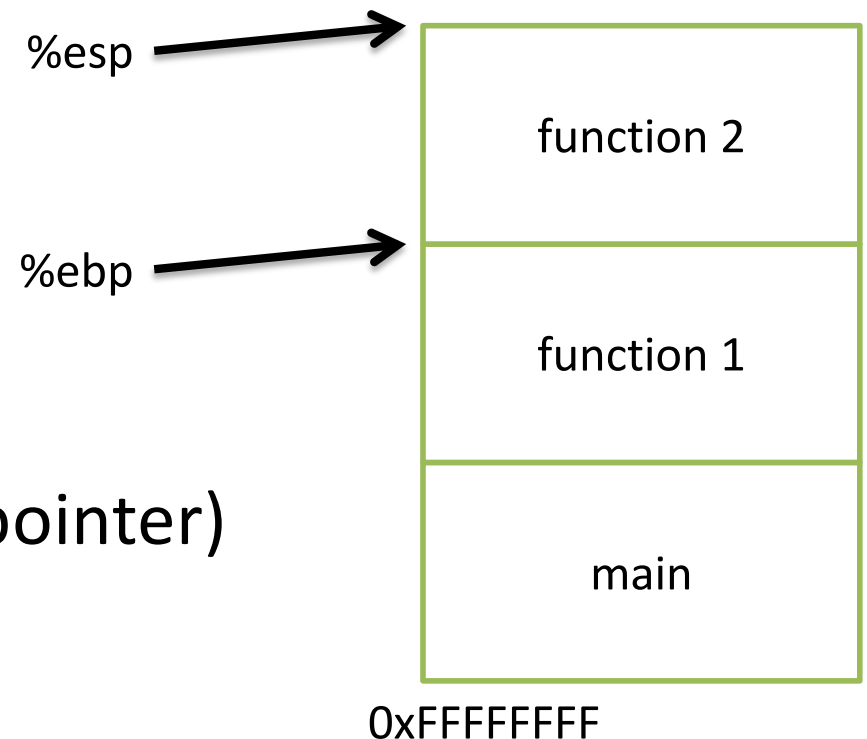 %esp
function 2
%ebp
function 1
pointer)
main
0xFFFFFFFF